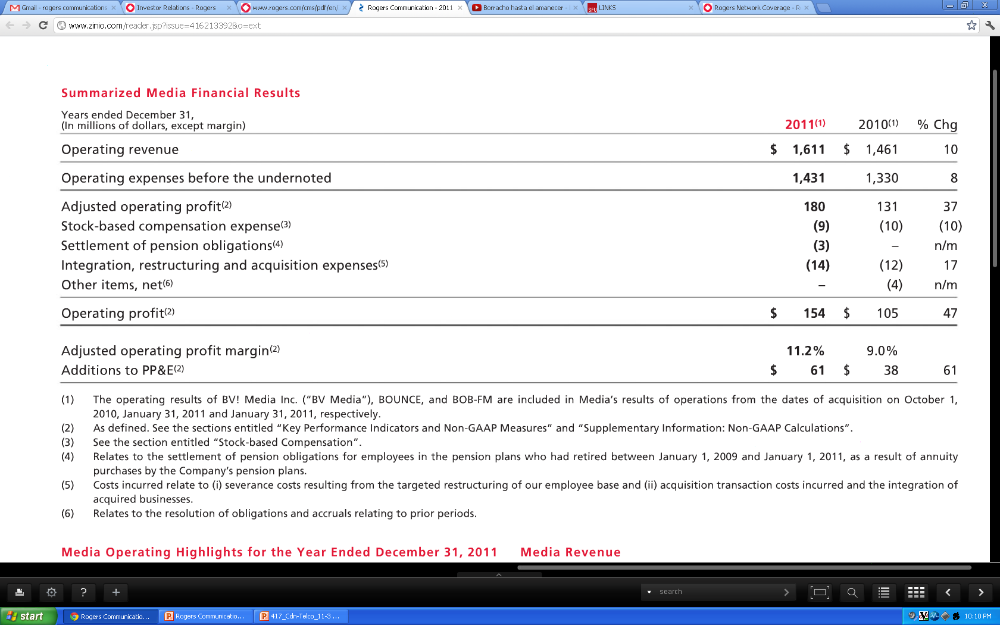 Gmail - rogers communications
Investor Relations - Rogers
www.rogers.com/cms/pdf/en/
Rogers Communication - 2011
Borracho hasta el amanecer -
SFU LINKS
Rogers Network Coverage - R
www.zinio.com/reader.jsp?issue=416213392&o=ext
Summarized Media Financial Results
Years ended December 31,
(In millions of dollars, except margin) 2011(1) 2010(1) % Chg
Operating revenue $ 1,611 $ 1,461 10
Operating expenses before the undernoted 1,431 1,330 8
Adjusted operating profit(2) 180 131 37
Stock-based compensation expense(3) (9) (10) (10)
Settlement of pension obligations(4) (3) – n/m
Integration, restructuring and acquisition expenses(5) (14) (12) 17
Other items, net(6) – (4) n/m
Operating profit(2) $ 154 $ 105 47
Adjusted operating profit margin(2) 11.2% 9.0%
Additions to PP&E(2) $ 61 $ 38 61
(1) The operating results of BV! Media Inc. (“BV Media”), BOUNCE, and BOB-FM are included in Media’s results of operations from the dates of acquisition on October 1,
2010, January 31, 2011 and January 31, 2011, respectively.
(2) As defined. See the sections entitled “Key Performance Indicators and Non-GAAP Measures” and “Supplementary Information: Non-GAAP Calculations”.
(3) See the section entitled “Stock-based Compensation”.
(4) Relates to the settlement of pension obligations for employees in the pension plans who had retired between January 1, 2009 and January 1, 2011, as a result of annuity
purchases by the Company’s pension plans.
(5) Costs incurred relate to (i) severance costs resulting from the targeted restructuring of our employee base and (ii) acquisition transaction costs incurred and the integration of
acquired businesses.
(6) Relates to the resolution of obligations and accruals relating to prior periods.
Media Operating Highlights for the Year Ended December 31, 2011 Media Revenue
search
start
Rogers Communicatio...
Rogers Communicatio...
417_Cdn-Telco_11-3 ...
10:10 PM